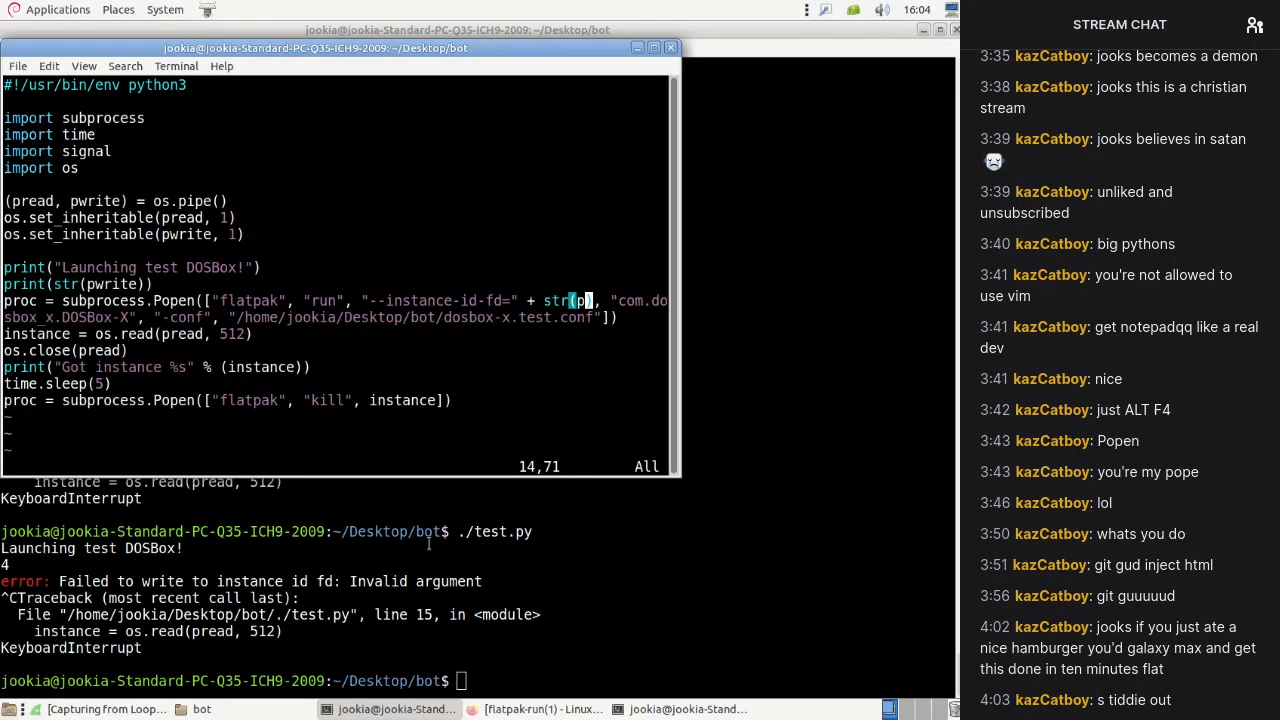 Applications Places System 16:04
jookia@jookia-Standard-PC-Q35-ICH9-2009: ~/Desktop/bot
jookia@jookia-Standard-PC-Q35-ICH9-2009: ~/Desktop/bot
File Edit View Search Terminal Help
#!/usr/bin/env python3
import subprocess
import time
import signal
import os
(pread, pwrite) = os.pipe()
os.set_inheritable(pread, 1)
os.set_inheritable(pwrite, 1)
print("Launching test DOSBox!")
print(str(pwrite))
proc = subprocess.Popen(["flatpak", "run", "--instance-id-fd=" + str(p), "com.do
sbox_x.DOSBox-X", "-conf", "/home/jookia/Desktop/bot/dosbox-x.test.conf"])
instance = os.read(pread, 512)
os.close(pread)
print("Got instance %s" % (instance))
time.sleep(5)
proc = subprocess.Popen(["flatpak", "kill", instance])
~
~
~
14,71 All
instance = os.read(pread, 512)
KeyboardInterrupt
jookia@jookia-Standard-PC-Q35-ICH9-2009:~/Desktop/bot$ ./test.py
Launching test DOSBox!
4
error: Failed to write to instance id fd: Invalid argument
^CTraceback (most recent call last):
File "/home/jookia/Desktop/bot/./test.py", line 15, in <module>
instance = os.read(pread, 512)
KeyboardInterrupt
jookia@jookia-Standard-PC-Q35-ICH9-2009:~/Desktop/bot$
[Capturing from Loop... bot jookia@jookia-Stand... [flatpak-run(1) - Linux... jookia@jookia-Stand...
STREAM CHAT
3:35 kazCatboy: jooks becomes a demon
3:38 kazCatboy: jooks this is a christian
stream
3:39 kazCatboy: jooks believes in satan
3:39 kazCatboy: unliked and
unsubscribed
3:40 kazCatboy: big pythons
3:41 kazCatboy: you're not allowed to
use vim
3:41 kazCatboy: get notepadqq like a real
dev
3:41 kazCatboy: nice
3:42 kazCatboy: just ALT F4
3:43 kazCatboy: Popen
3:43 kazCatboy: you're my pope
3:46 kazCatboy: lol
3:50 kazCatboy: whats you do
3:51 kazCatboy: git gud inject html
3:56 kazCatboy: git guuuuud
4:02 kazCatboy: jooks if you just ate a
nice hamburger you'd galaxy max and get
this done in ten minutes flat
4:03 kazCatboy: s tiddie out